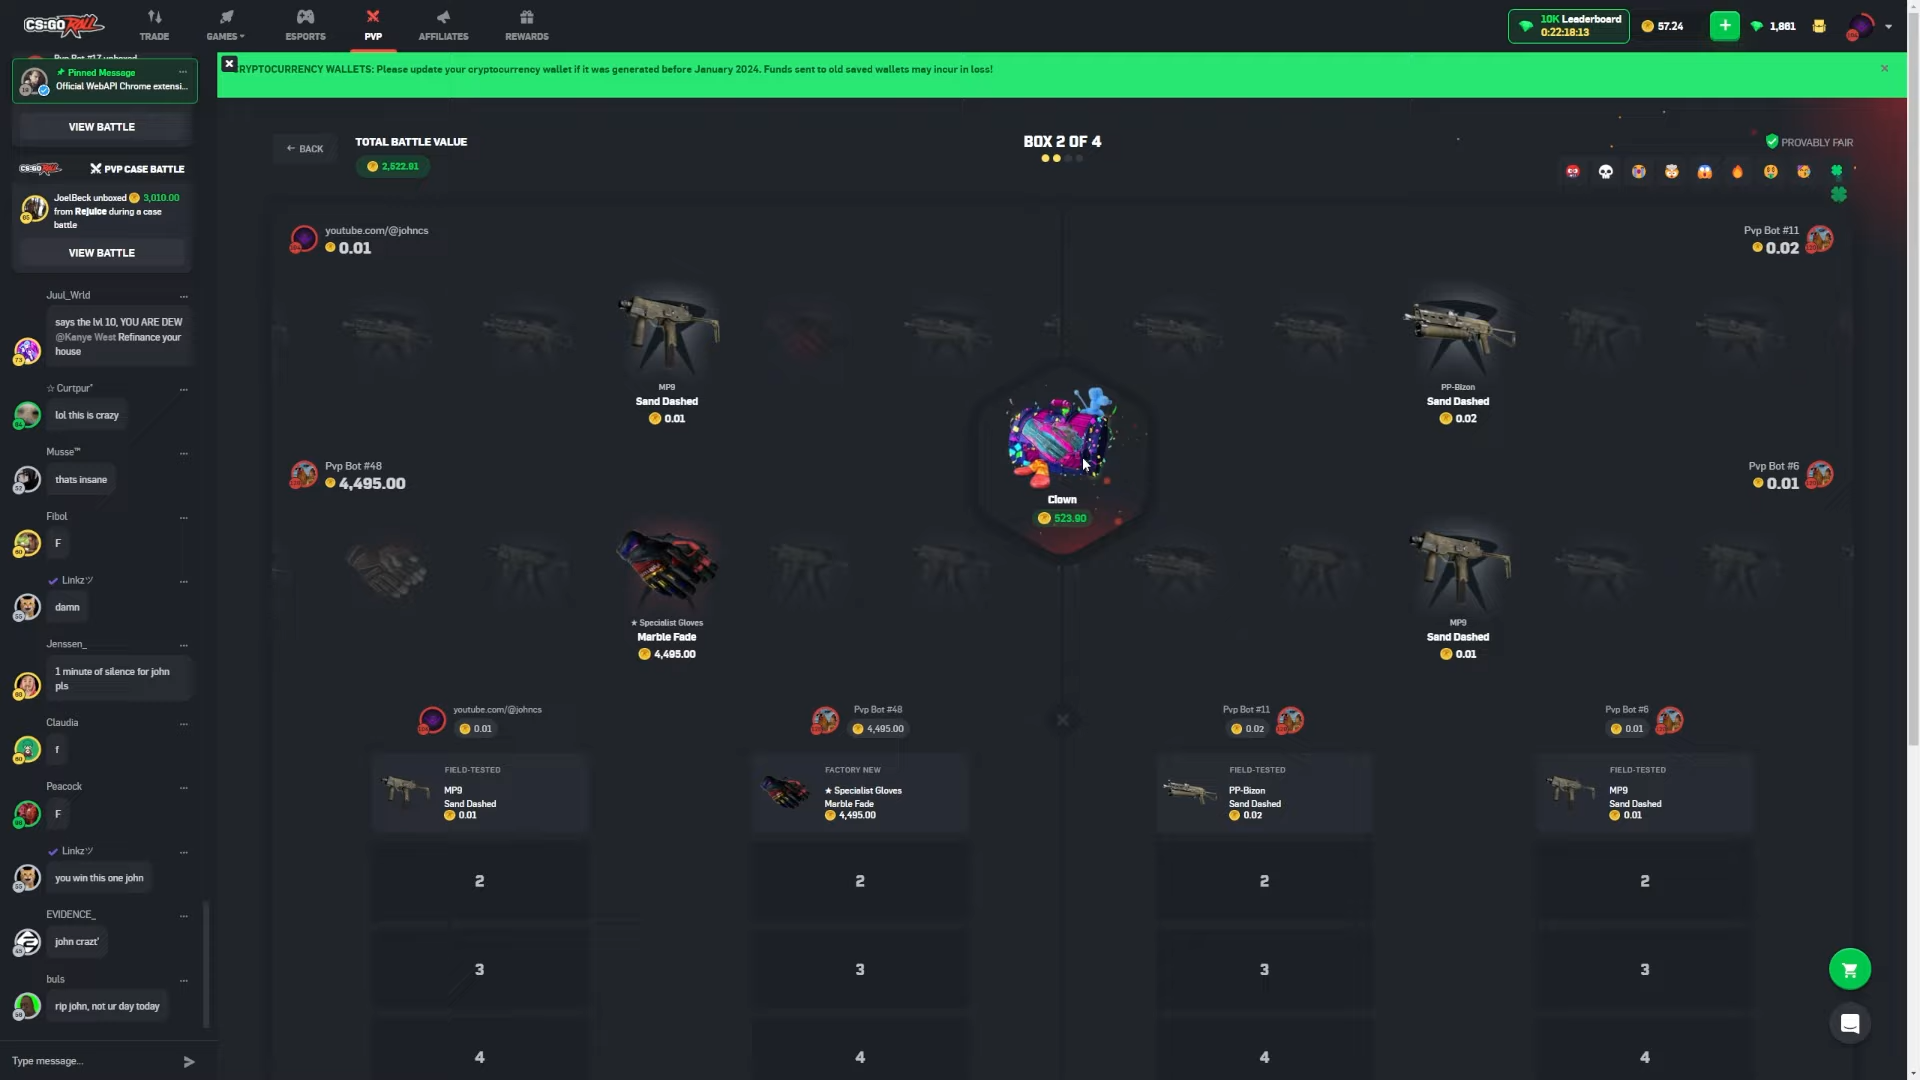 CS:GO ROLL
TRADE
GAMES
ESPORTS
PVP
AFFILIATES
REWARDS
10K Leaderboard
0:22:18:13
57.24
+
1,861
RYPTOCURRENCY WALLETS: Please update your cryptocurrency wallet if it was generated before January 2024. Funds sent to old saved wallets may incur in loss!
Pinned Message
Official WebAPI Chrome extensi...
VIEW BATTLE
CS:GO ROLL
PVP CASE BATTLE
JoelBeck unboxed 3,010.00
from Rejuice during a case
battle
VIEW BATTLE
Juul_Wrld
says the lvl 10, YOU ARE DEW
@Kanye West Refinance your
house
73
☆ Curtpur"
lol this is crazy
Musse™
thats insane
52
Fibol
F
60
Linkzツ
damn
55
Jenssen_
1 minute of silence for john
pls
Claudia
f
60
Peacock
F
Linkzツ
you win this one john
55
EVIDENCE_
john crazt'
buls
rip john, not ur day today
Type message...
← BACK
TOTAL BATTLE VALUE
2,522.91
BOX 2 OF 4
PROVABLY FAIR
youtube.com/@johncs
0.01
Pvp Bot #11
0.02
MP9
Sand Dashed
0.01
PP-Bizon
Sand Dashed
0.02
Clown
523.90
Pvp Bot #48
4,495.00
Pvp Bot #6
0.01
★ Specialist Gloves
Marble Fade
4,495.00
MP9
Sand Dashed
0.01
youtube.com/@johncs
0.01
Pvp Bot #48
4,495.00
Pvp Bot #11
0.02
Pvp Bot #6
0.01
FIELD-TESTED
MP9
Sand Dashed
0.01
FACTORY NEW
★ Specialist Gloves
Marble Fade
4,495.00
FIELD-TESTED
PP-Bizon
Sand Dashed
0.02
FIELD-TESTED
MP9
Sand Dashed
0.01
2
2
2
2
3
3
3
3
4
4
4
4